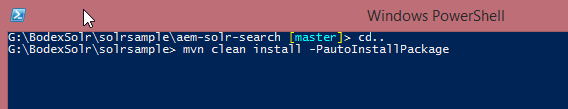 Windows PowerShell
G:\BodexSolr\solrsample\aem-solr-search [master]> cd..
G:\BodexSolr\solrsample> mvn clean install -PautoInstallPackage